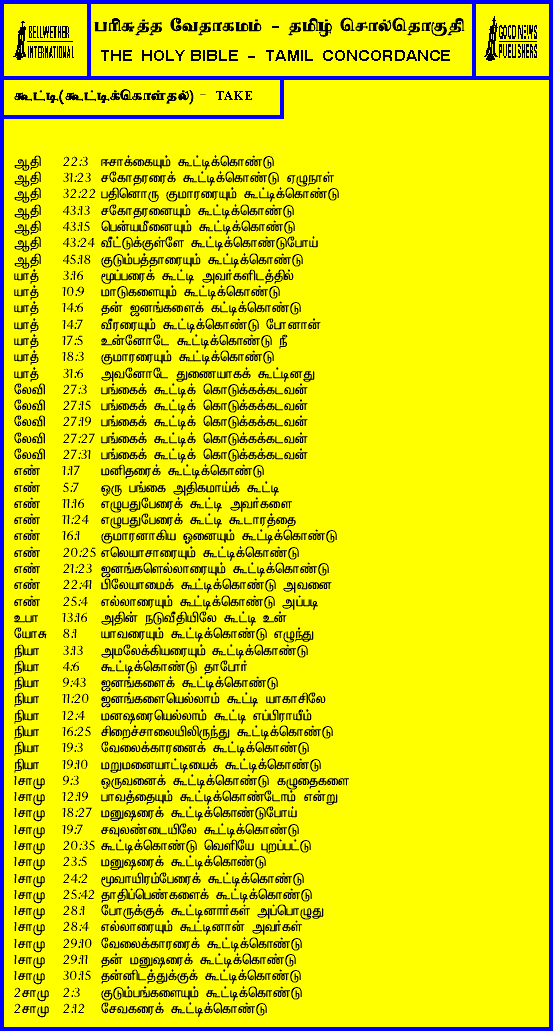 BELLWETHER
INTERNATIONAL
பரிசுத்த வேதாகமம் - தமிழ் சொல்தொகுதி
THE HOLY BIBLE - TAMIL CONCORDANCE
GOOD NEWS
PUBLISHERS
கூட்டி(கூட்டிக்கொள்தல்) - TAKE
ஆதி 22:3 ஈசாக்கையும் கூட்டிக்கொண்டு
ஆதி 31:23 சகோதரரைக் கூட்டிக்கொண்டு ஏழுநாள்
ஆதி 32:22 பதினொரு குமாரரையும் கூட்டிக்கொண்டு
ஆதி 43:13 சகோதரனையும் கூட்டிக்கொண்டு
ஆதி 43:15 பென்யமீனையும் கூட்டிக்கொண்டு
ஆதி 43:24 வீட்டுக்குள்ளே கூட்டிக்கொண்டுபோய்
ஆதி 45:18 குடும்பத்தாரையும் கூட்டிக்கொண்டு
யாத் 3:16 மூப்பரைக் கூட்டி அவர்களிடத்தில்
யாத் 10:9 மாடுகளையும் கூட்டிக்கொண்டு
யாத் 14:6 தன் ஜனங்களைக் கட்டிக்கொண்டு
யாத் 14:7 வீரரையும் கூட்டிக்கொண்டு போனான்
யாத் 17:5 உன்னோடே கூட்டிக்கொண்டு நீ
யாத் 18:3 குமாரரையும் கூட்டிக்கொண்டு
யாத் 31:6 அவனோடே துணையாகக் கூட்டினது
லேவி 27:3 பங்கைக் கூட்டிக் கொடுக்கக்கடவன்
லேவி 27:15 பங்கைக் கூட்டிக் கொடுக்கக்கடவன்
லேவி 27:19 பங்கைக் கூட்டிக் கொடுக்கக்கடவன்
லேவி 27:27 பங்கைக் கூட்டிக் கொடுக்கக்கடவன்
லேவி 27:31 பங்கைக் கூட்டிக் கொடுக்கக்கடவன்
எண் 1:17 மனிதரைக் கூட்டிக்கொண்டு
எண் 5:7 ஒரு பங்கை அதிகமாய்க் கூட்டி
எண் 11:16 எழுபதுபேரைக் கூட்டி அவர்களை
எண் 11:24 எழுபதுபேரைக் கூட்டி கூடாரத்தை
எண் 16:1 குமாரனாகிய ஓனையும் கூட்டிக்கொண்டு
எண் 20:25 எலெயாசாரையும் கூட்டிக்கொண்டு
எண் 21:23 ஜனங்களெல்லாரையும் கூட்டிக்கொண்டு
எண் 22:41 பிலேயாமைக் கூட்டிக்கொண்டு அவனை
எண் 25:4 எல்லாரையும் கூட்டிக்கொண்டு அப்படி
உபா 13:16 அதின் நடுவீதியிலே கூட்டி உன்
யோசு 8:1 யாவரையும் கூட்டிக்கொண்டு எழுந்து
நியா 3:13 அமலேக்கியரையும் கூட்டிக்கொண்டு
நியா 4:6 கூட்டிக்கொண்டு தாபோர்
நியா 9:43 ஜனங்களைக் கூட்டிக்கொண்டு
நியா 11:20 ஜனங்களையெல்லாம் கூட்டி யாகாசிலே
நியா 12:4 மனஷரையெல்லாம் கூட்டி எப்பிராயீம்
நியா 16:25 சிறைச்சாலையிலிருந்து கூட்டிக்கொண்டு
நியா 19:3 வேலைக்காரனைக் கூட்டிக்கொண்டு
நியா 19:10 மறுமனையாட்டியைக் கூட்டிக்கொண்டு
1சாமு 9:3 ஒருவனைக் கூட்டிக்கொண்டு கழுதைகளை
1சாமு 12:19 பாவத்தையும் கூட்டிக்கொண்டோம் என்று
1சாமு 18:27 மனுஷரைக் கூட்டிக்கொண்டுபோய்
1சாமு 19:7 சவுலண்டையிலே கூட்டிக்கொண்டு
1சாமு 20:35 கூட்டிக்கொண்டு வெளியே புறப்பட்டு
1சாமு 23:5 மனுஷரைக் கூட்டிக்கொண்டு
1சாமு 24:2 மூவாயிரம்பேரைக் கூட்டிக்கொண்டு
1சாமு 25:42 தாதிப்பெண்களைக் கூட்டிக்கொண்டு
1சாமு 28:1 போருக்குக் கூட்டினார்கள் அப்பொழுது
1சாமு 28:4 எல்லாரையும் கூட்டினான் அவர்கள்
1சாமு 29:10 வேலைக்காரரைக் கூட்டிக்கொண்டு
1சாமு 29:11 தன் மனுஷரைக் கூட்டிக்கொண்டு
1சாமு 30:15 தன்னிடத்துக்குக் கூட்டிக்கொண்டு
2சாமு 2:3 குடும்பங்களையும் கூட்டிக்கொண்டு
2சாமு 2:12 சேவகரைக் கூட்டிக்கொண்டு